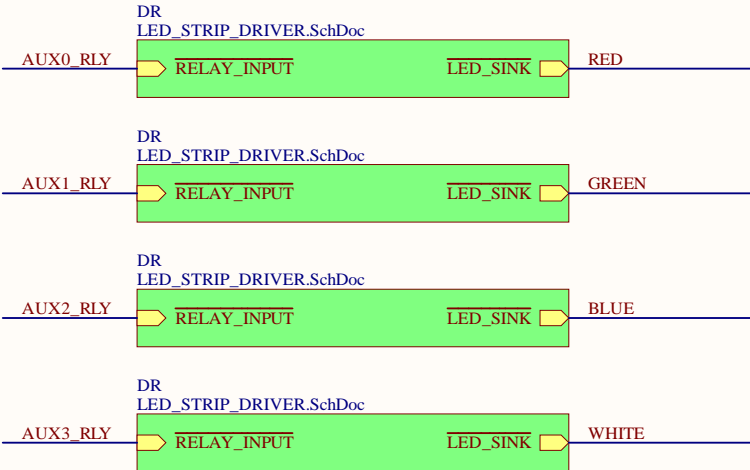 DR
LED_STRIP_DRIVER.SchDoc
AUX0_RLY RELAY_INPUT LED_SINK RED
DR
LED_STRIP_DRIVER.SchDoc
AUX1_RLY RELAY_INPUT LED_SINK GREEN
DR
LED_STRIP_DRIVER.SchDoc
AUX2_RLY RELAY_INPUT LED_SINK BLUE
DR
LED_STRIP_DRIVER.SchDoc
AUX3_RLY RELAY_INPUT LED_SINK WHITE